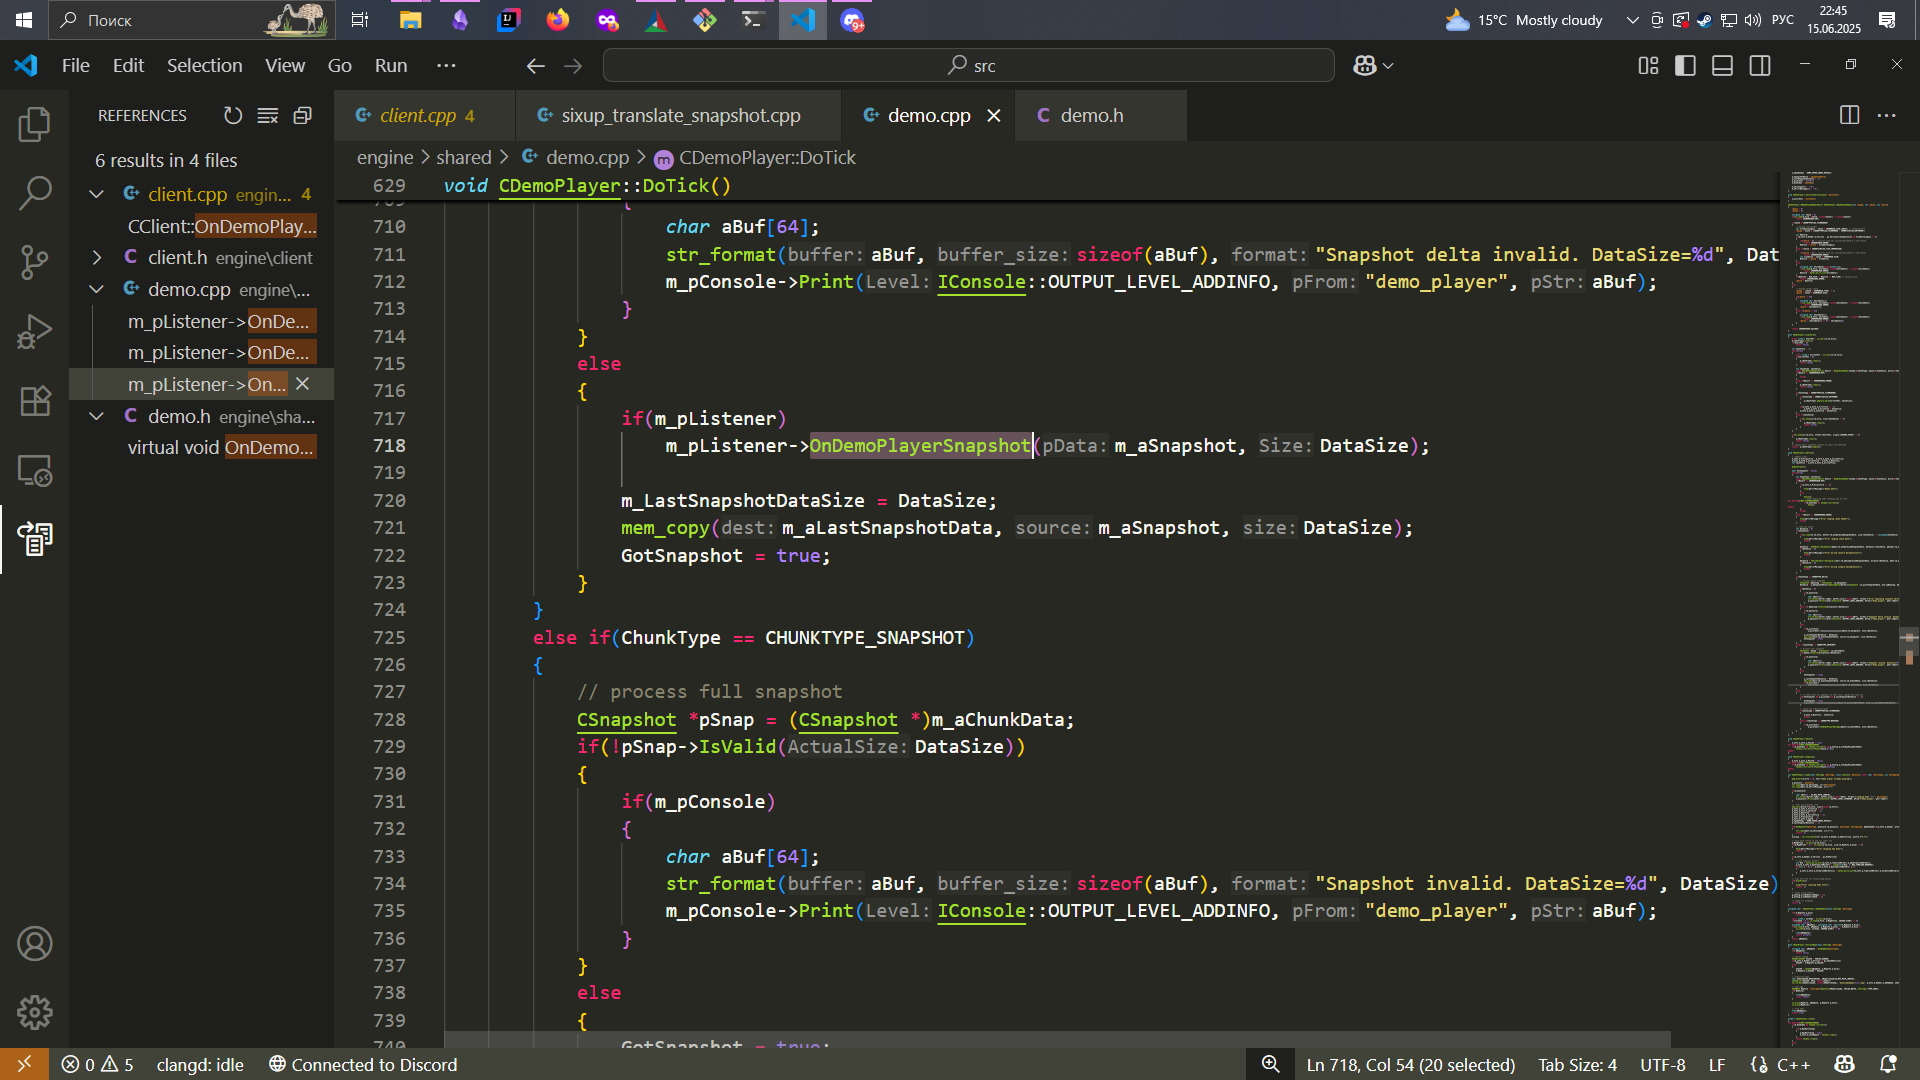 Поиск
9+
15°C Mostly cloudy
РУС
22:45
15.06.2025
File Edit Selection View Go Run ···
src
REFERENCES
6 results in 4 files
client.cpp engin... 4
CClient::OnDemoPlay...
client.h engine\client
demo.cpp engine\...
m_pListener->OnDe...
m_pListener->OnDe...
m_pListener->On...
demo.h engine\sha...
virtual void OnDemo...
client.cpp 4
sixup_translate_snapshot.cpp
demo.cpp
demo.h
engine > shared > demo.cpp > CDemoPlayer::DoTick
629 void CDemoPlayer::DoTick()
709 {
710 char aBuf[64];
711 str_format(buffer: aBuf, buffer_size: sizeof(aBuf), format: "Snapshot delta invalid. DataSize=%d", Dat
712 m_pConsole->Print(Level: IConsole::OUTPUT_LEVEL_ADDINFO, pFrom: "demo_player", pStr: aBuf);
713 }
714 }
715 else
716 {
717 if(m_pListener)
718 m_pListener->OnDemoPlayerSnapshot(pData: m_aSnapshot, Size: DataSize);
719
720 m_LastSnapshotDataSize = DataSize;
721 mem_copy(dest: m_aLastSnapshotData, source: m_aSnapshot, size: DataSize);
722 GotSnapshot = true;
723 }
724 }
725 else if(ChunkType == CHUNKTYPE_SNAPSHOT)
726 {
727 // process full snapshot
728 CSnapshot *pSnap = (CSnapshot *)m_aChunkData;
729 if(!pSnap->IsValid(ActualSize: DataSize))
730 {
731 if(m_pConsole)
732 {
733 char aBuf[64];
734 str_format(buffer: aBuf, buffer_size: sizeof(aBuf), format: "Snapshot invalid. DataSize=%d", DataSize)
735 m_pConsole->Print(Level: IConsole::OUTPUT_LEVEL_ADDINFO, pFrom: "demo_player", pStr: aBuf);
736 }
737 }
738 else
739 {
740 GotSnapshot = true;
0 5 clangd: idle Connected to Discord
Ln 718, Col 54 (20 selected) Tab Size: 4 UTF-8 LF C++